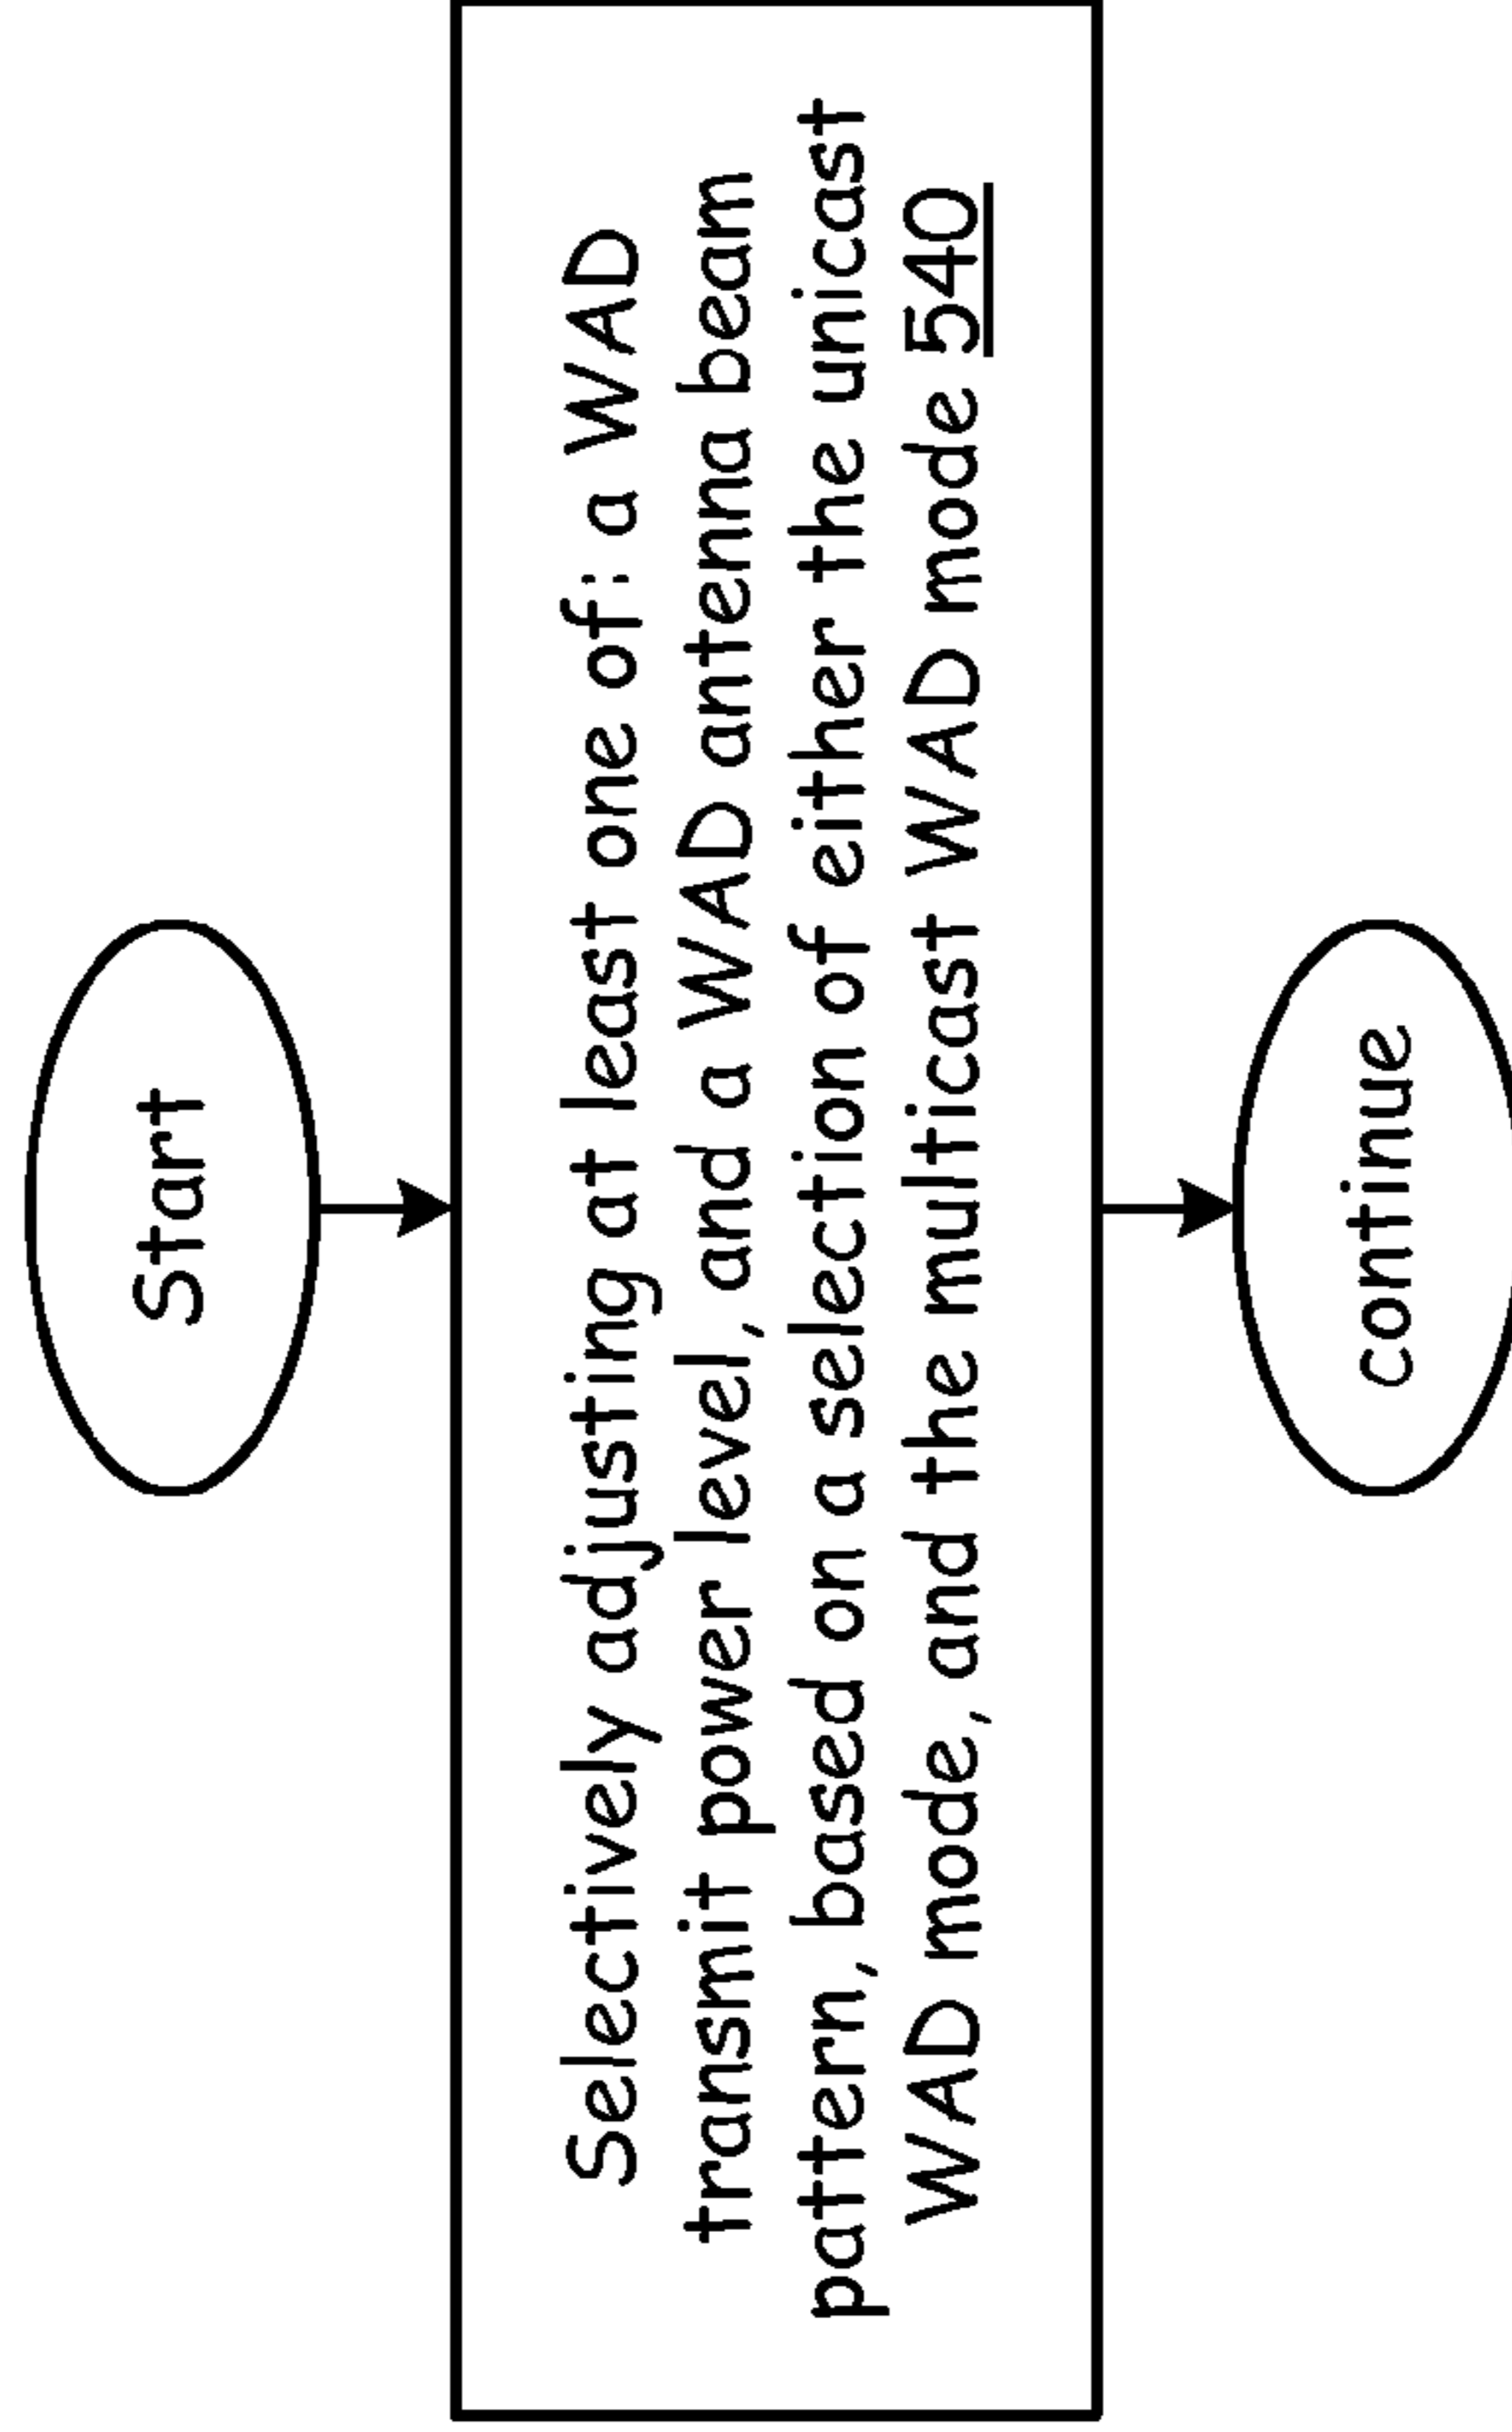 Start
Selectively adjusting at least one of: a WAD
transmit power level, and a WAD antenna beam
pattern, based on a selection of either the unicast
WAD mode, and the multicast WAD mode 540
continue